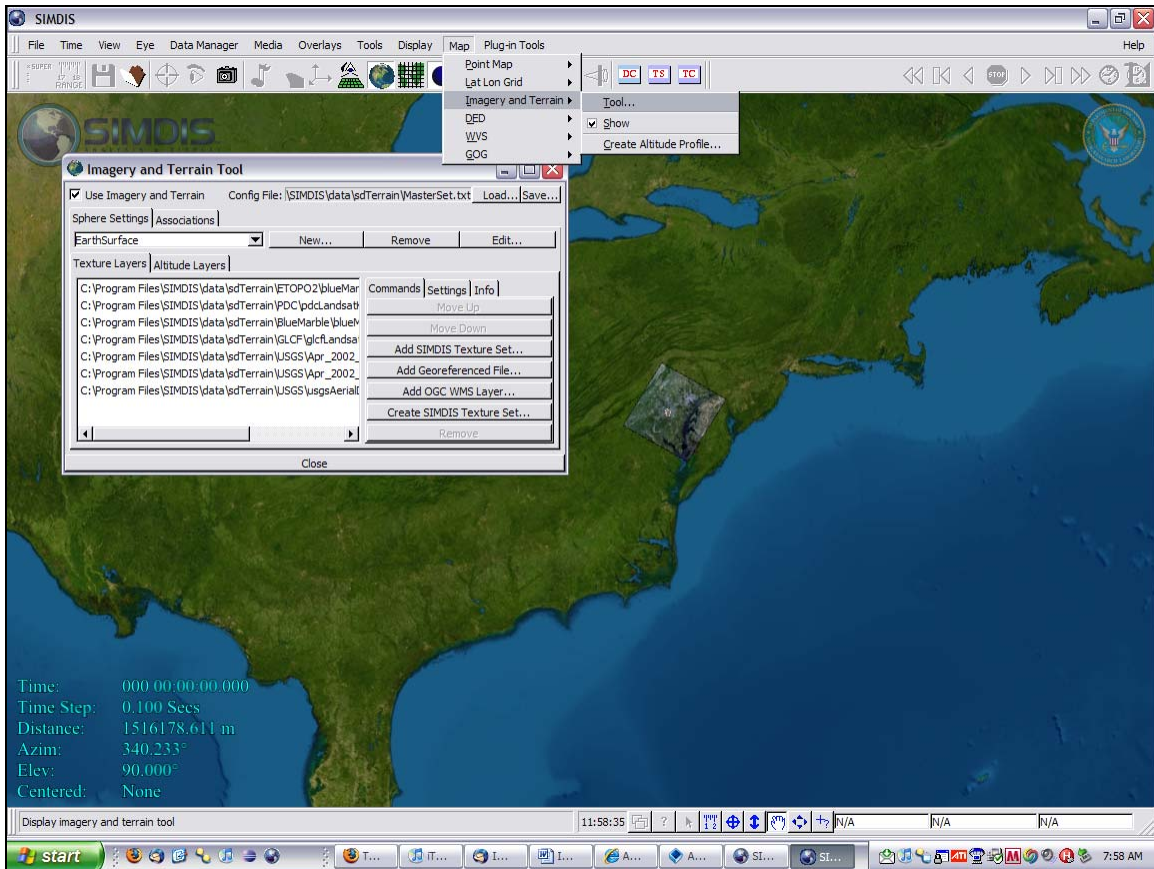 SIMDIS
File Time View Eye Data Manager Media Overlays Tools Display Map Plug-in Tools Help
*SUPER RANGE 17 18 DC TS TC STOP
Point Map
Lat Lon Grid
Imagery and Terrain
DED
WVS
GOG
Tool...
Show
Create Altitude Profile...
SIMDIS
Imagery and Terrain Tool
Use Imagery and Terrain Config File: \SIMDIS\data\sdTerrain\MasterSet.txt Load... Save...
Sphere Settings Associations
EarthSurface New... Remove Edit...
Texture Layers Altitude Layers
C:\Program Files\SIMDIS\data\sdTerrain\ETOPO2\blueMar
C:\Program Files\SIMDIS\data\sdTerrain\PDC\pdcLandsat
C:\Program Files\SIMDIS\data\sdTerrain\BlueMarble\blueM
C:\Program Files\SIMDIS\data\sdTerrain\GLCF\glcfLandsa
C:\Program Files\SIMDIS\data\sdTerrain\USGS\Apr_2002_
C:\Program Files\SIMDIS\data\sdTerrain\USGS\Apr_2002_
C:\Program Files\SIMDIS\data\sdTerrain\USGS\usgsAerial
Commands Settings Info
Move Up
Move Down
Add SIMDIS Texture Set...
Add Georeferenced File...
Add OGC WMS Layer...
Create SIMDIS Texture Set...
Remove
Close
Time: 000 00:00:00.000
Time Step: 0.100 Secs
Distance: 1516178.611 m
Azim: 340.233°
Elev: 90.000°
Centered: None
Display imagery and terrain tool 11:58:35 N/A N/A N/A
start T... iT... I... I... A... A... SI... SI... 7:58 AM